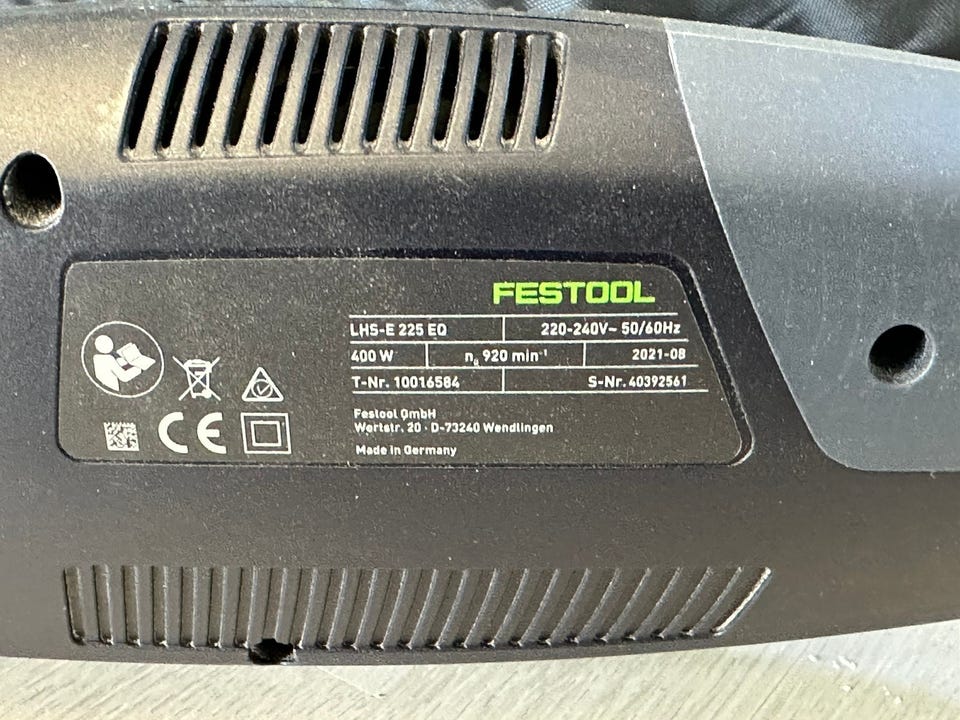 FESTOOL
LHS-E 225 EQ 220-240V~ 50/60Hz
400 W n₀ 920 min⁻¹ 2021-08
T-Nr. 10016584 S-Nr. 40392561
Festool GmbH
Wertstr. 20 · D-73240 Wendlingen
Made in Germany
CE